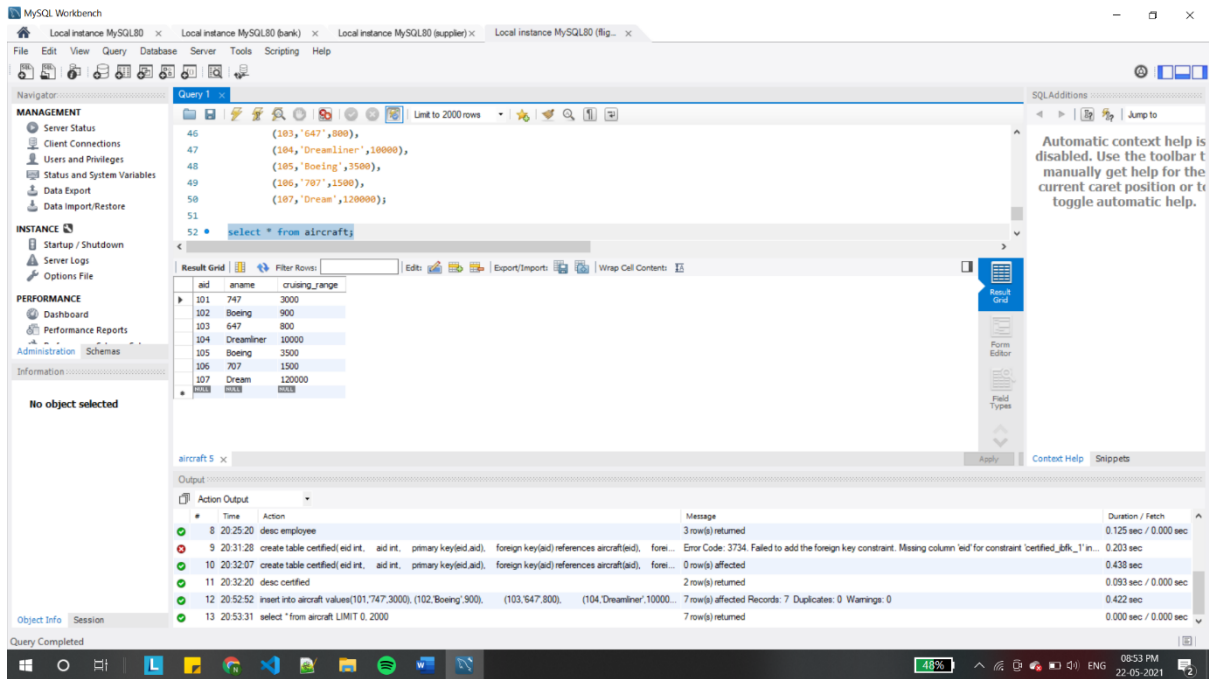 MySQL Workbench
Local instance MySQL80 × Local instance MySQL80 (bank) × Local instance MySQL80 (supplier) × Local instance MySQL80 (flig... ×
File Edit View Query Database Server Tools Scripting Help
Navigator
Query 1 ×
SQLAdditions
MANAGEMENT
Server Status
Client Connections
Users and Privileges
Status and System Variables
Data Export
Data Import/Restore
INSTANCE
Startup / Shutdown
Server Logs
Options File
PERFORMANCE
Dashboard
Performance Reports
Administration Schemas
Information
No object selected
Object Info Session
Limit to 2000 rows
46 (103,'647',800),
47 (104,'Dreamliner',10000),
48 (105,'Boeing',3500),
49 (106,'707',1500),
50 (107,'Dream',120000);
51
52 select * from aircraft;
Result Grid Filter Rows: Edit: Export/Import: Wrap Cell Content:
aid aname cruising_range
101 747 3000
102 Boeing 900
103 647 800
104 Dreamliner 10000
105 Boeing 3500
106 707 1500
107 Dream 120000
NULL NULL NULL
Result
Grid
Form
Editor
Field
Types
aircraft 5 ×
Apply
Jump to
Automatic context help is
disabled. Use the toolbar t
manually get help for the
current caret position or to
toggle automatic help.
Context Help Snippets
Output
Action Output
# Time Action Message Duration / Fetch
8 20:25:20 desc employee 3 row(s) returned 0.125 sec / 0.000 sec
9 20:31:28 create table certified( eid int, aid int, primary key(eid,aid), foreign key(aid) references aircraft(eid), forei... Error Code: 3734. Failed to add the foreign key constraint. Missing column 'eid' for constraint 'certified_ibfk_1' in... 0.203 sec
10 20:32:07 create table certified( eid int, aid int, primary key(eid,aid), foreign key(aid) references aircraft(aid), forei... 0 row(s) affected 0.438 sec
11 20:32:20 desc certified 2 row(s) returned 0.093 sec / 0.000 sec
12 20:52:52 insert into aircraft values(101,'747',3000), (102,'Boeing',900), (103,'647',800), (104,'Dreamliner',10000... 7 row(s) affected Records: 7 Duplicates: 0 Warnings: 0 0.422 sec
13 20:53:31 select * from aircraft LIMIT 0, 2000 7 row(s) returned 0.000 sec / 0.000 sec
Query Completed
48% ENG 08:53 PM
22-05-2021